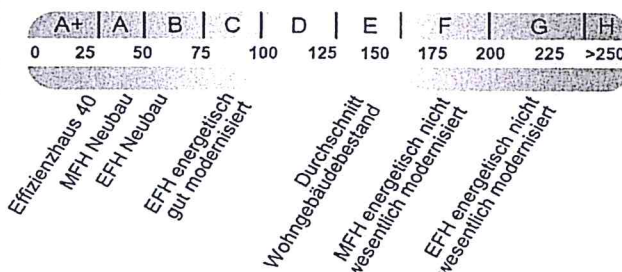 A+ A B C D E F G H
0 25 50 75 100 125 150 175 200 225 >250
Effizienzhaus 40
MFH Neubau
EFH Neubau
EFH energetisch
gut modernisiert
Durchschnitt
Wohngebäudebestand
MFH energetisch nicht
wesentlich modernisiert
EFH energetisch nicht
wesentlich modernisiert